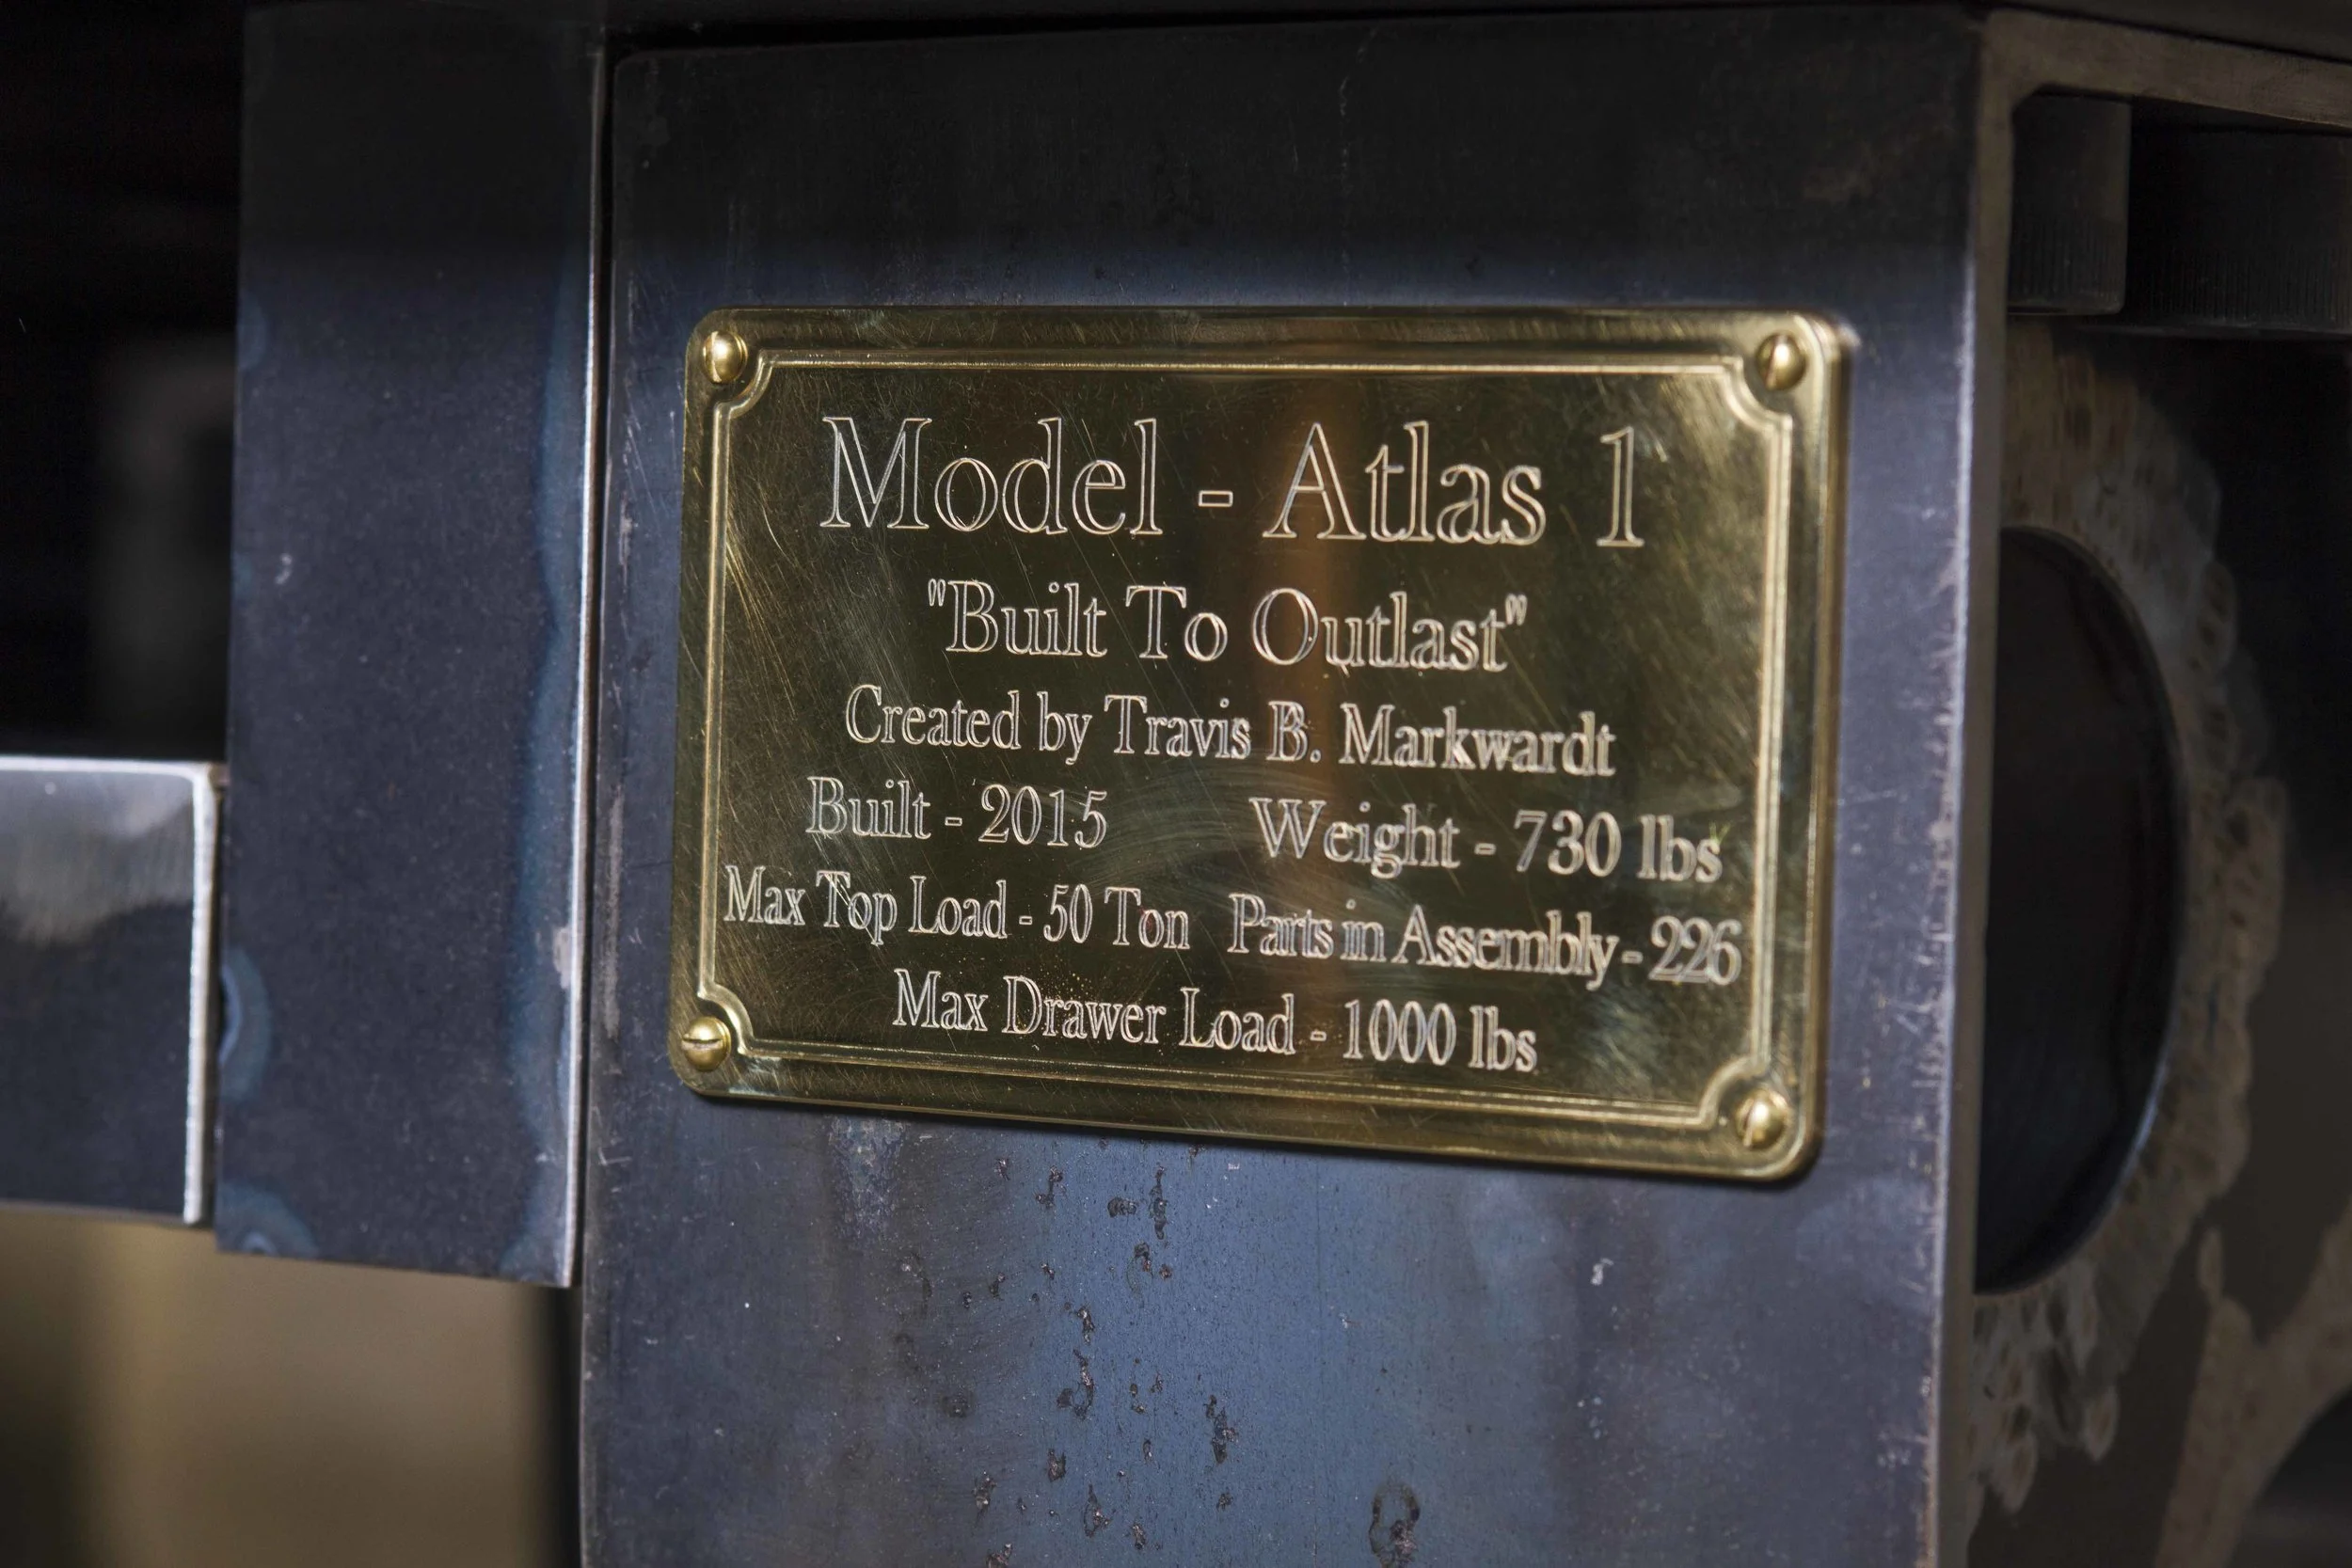 Model - Atlas 1
"Built To Outlast"
Created by Travis B. Markwardt
Built - 2015 Weight - 730 lbs
Max Top Load - 50 Ton Parts in Assembly - 226
Max Drawer Load - 1000 lbs